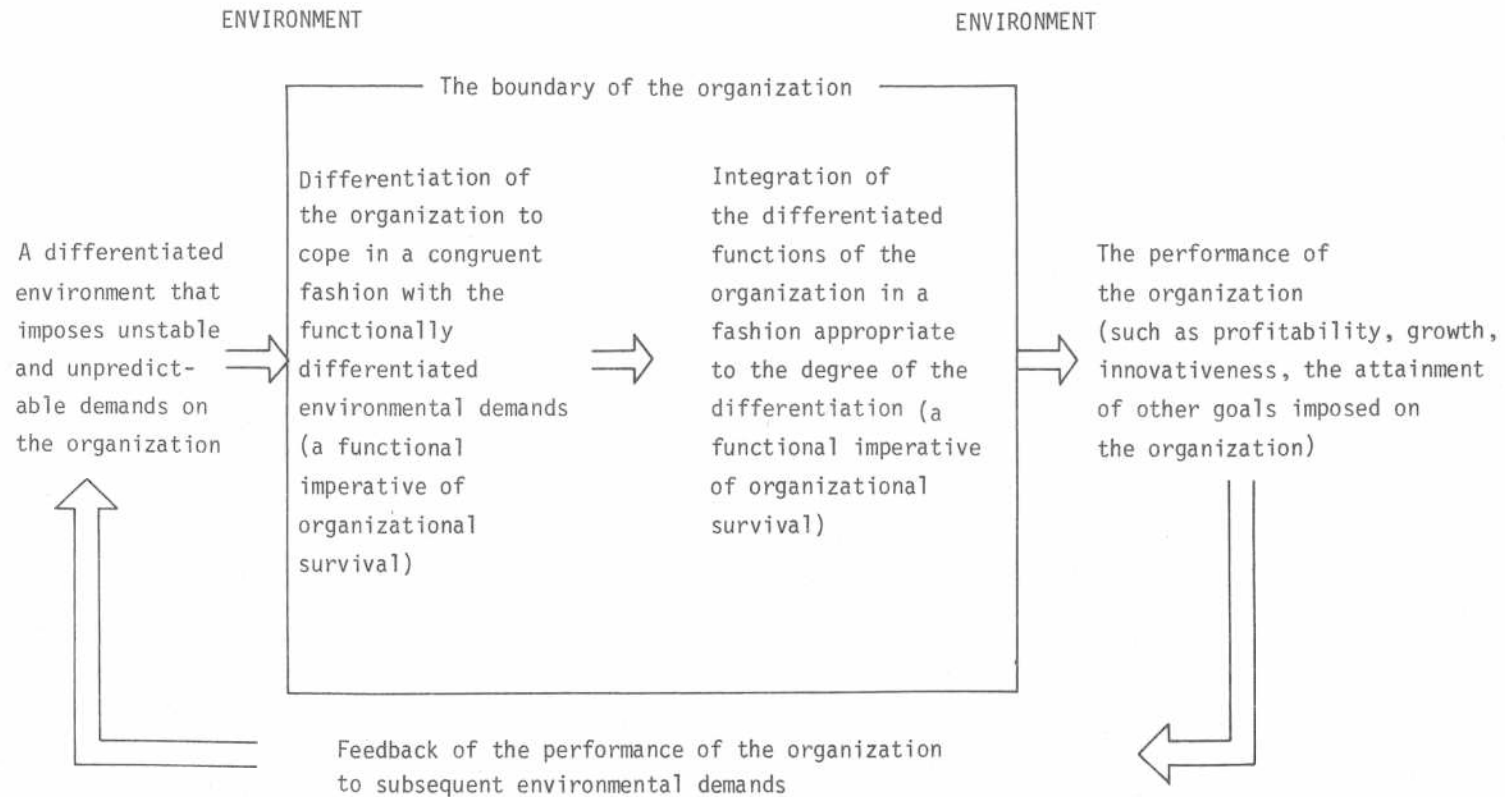 ENVIRONMENT
ENVIRONMENT
The boundary of the organization
A differentiated
environment that
imposes unstable
and unpredict-
able demands on
the organization
Differentiation of
the organization to
cope in a congruent
fashion with the
functionally
differentiated
environmental demands
(a functional
imperative of
organizational
survival)
Integration of
the differentiated
functions of the
organization in a
fashion appropriate
to the degree of the
differentiation (a
functional imperative
of organizational
survival)
The performance of
the organization
(such as profitability, growth,
innovativeness, the attainment
of other goals imposed on
the organization)
Feedback of the performance of the organization
to subsequent environmental demands